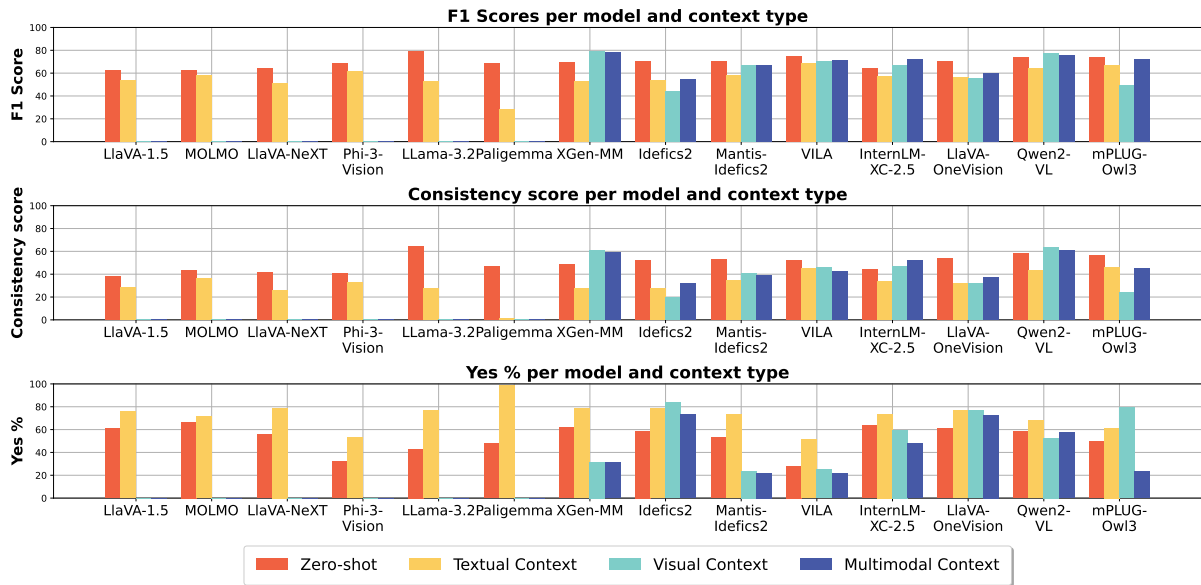 F1 Scores per model and context type
F1 Score
100
80
60
40
20
0
LlaVA-1.5 MOLMO LlaVA-NeXT Phi-3-Vision LLama-3.2 Paligemma XGen-MM Idefics2 Mantis-Idefics2 VILA InternLM-XC-2.5 LlaVA-OneVision Qwen2-VL mPLUG-Owl3
Consistency score per model and context type
Consistency score
100
80
60
40
20
0
LlaVA-1.5 MOLMO LlaVA-NeXT Phi-3-Vision LLama-3.2 Paligemma XGen-MM Idefics2 Mantis-Idefics2 VILA InternLM-XC-2.5 LlaVA-OneVision Qwen2-VL mPLUG-Owl3
Yes % per model and context type
Yes %
100
80
60
40
20
0
LlaVA-1.5 MOLMO LlaVA-NeXT Phi-3-Vision LLama-3.2 Paligemma XGen-MM Idefics2 Mantis-Idefics2 VILA InternLM-XC-2.5 LlaVA-OneVision Qwen2-VL mPLUG-Owl3
Zero-shot Textual Context Visual Context Multimodal Context